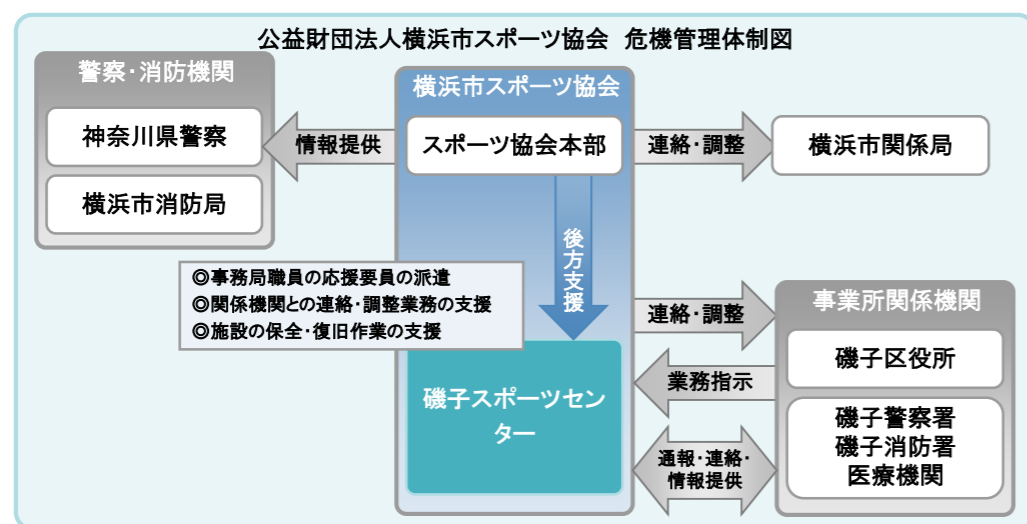 公益財団法人横浜市スポーツ協会 危機管理体制図
警察・消防機関
神奈川県警察
横浜市消防局
情報提供
横浜市スポーツ協会
スポーツ協会本部
連絡・調整
横浜市関係局
後方支援
◎事務局職員の応援要員の派遣
◎関係機関との連絡・調整業務の支援
◎施設の保全・復旧作業の支援
磯子スポーツセン
ター
連絡・調整
業務指示
通報・連絡・
情報提供
事業所関係機関
磯子区役所
磯子警察署
磯子消防署
医療機関